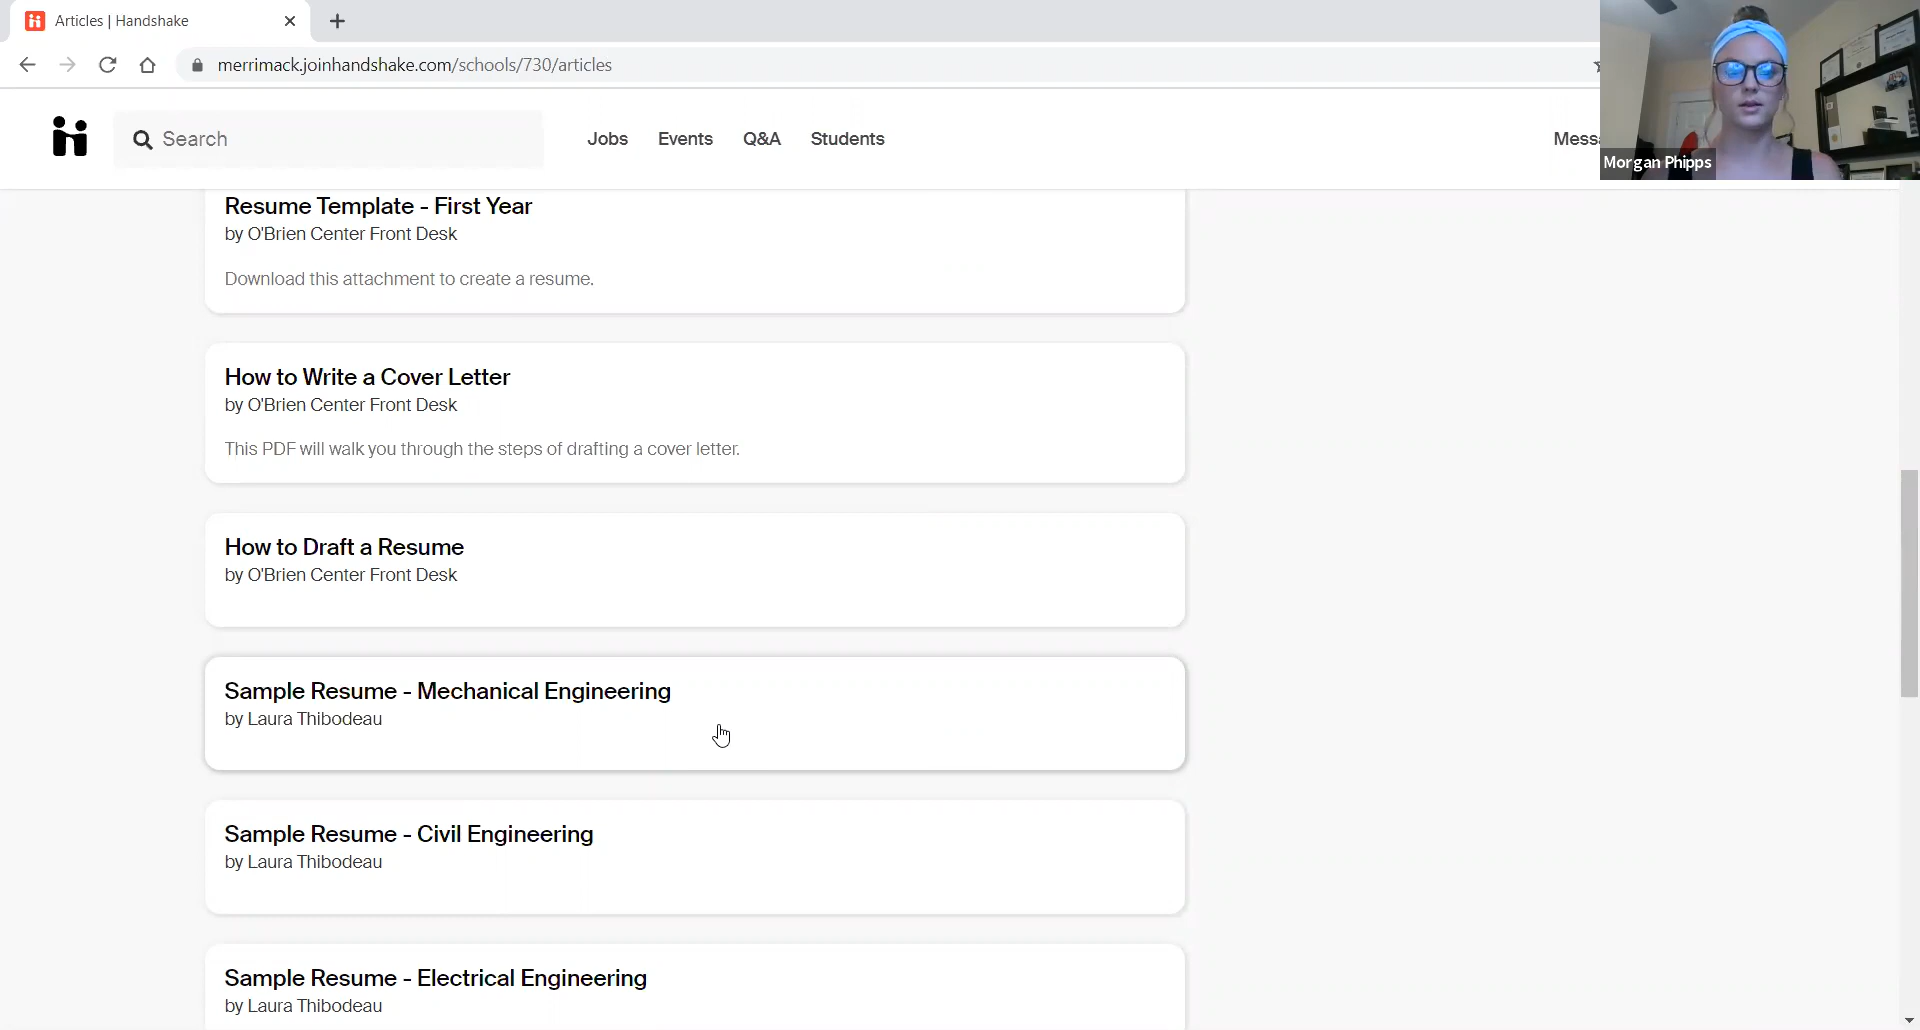 Articles | Handshake
merrimack.joinhandshake.com/schools/730/articles
Search
Jobs
Events
Q&A
Students
Mess
Morgan Phipps
Resume Template - First Year
by O'Brien Center Front Desk
Download this attachment to create a resume.
How to Write a Cover Letter
by O'Brien Center Front Desk
This PDF will walk you through the steps of drafting a cover letter.
How to Draft a Resume
by O'Brien Center Front Desk
Sample Resume - Mechanical Engineering
by Laura Thibodeau
Sample Resume - Civil Engineering
by Laura Thibodeau
Sample Resume - Electrical Engineering
by Laura Thibodeau